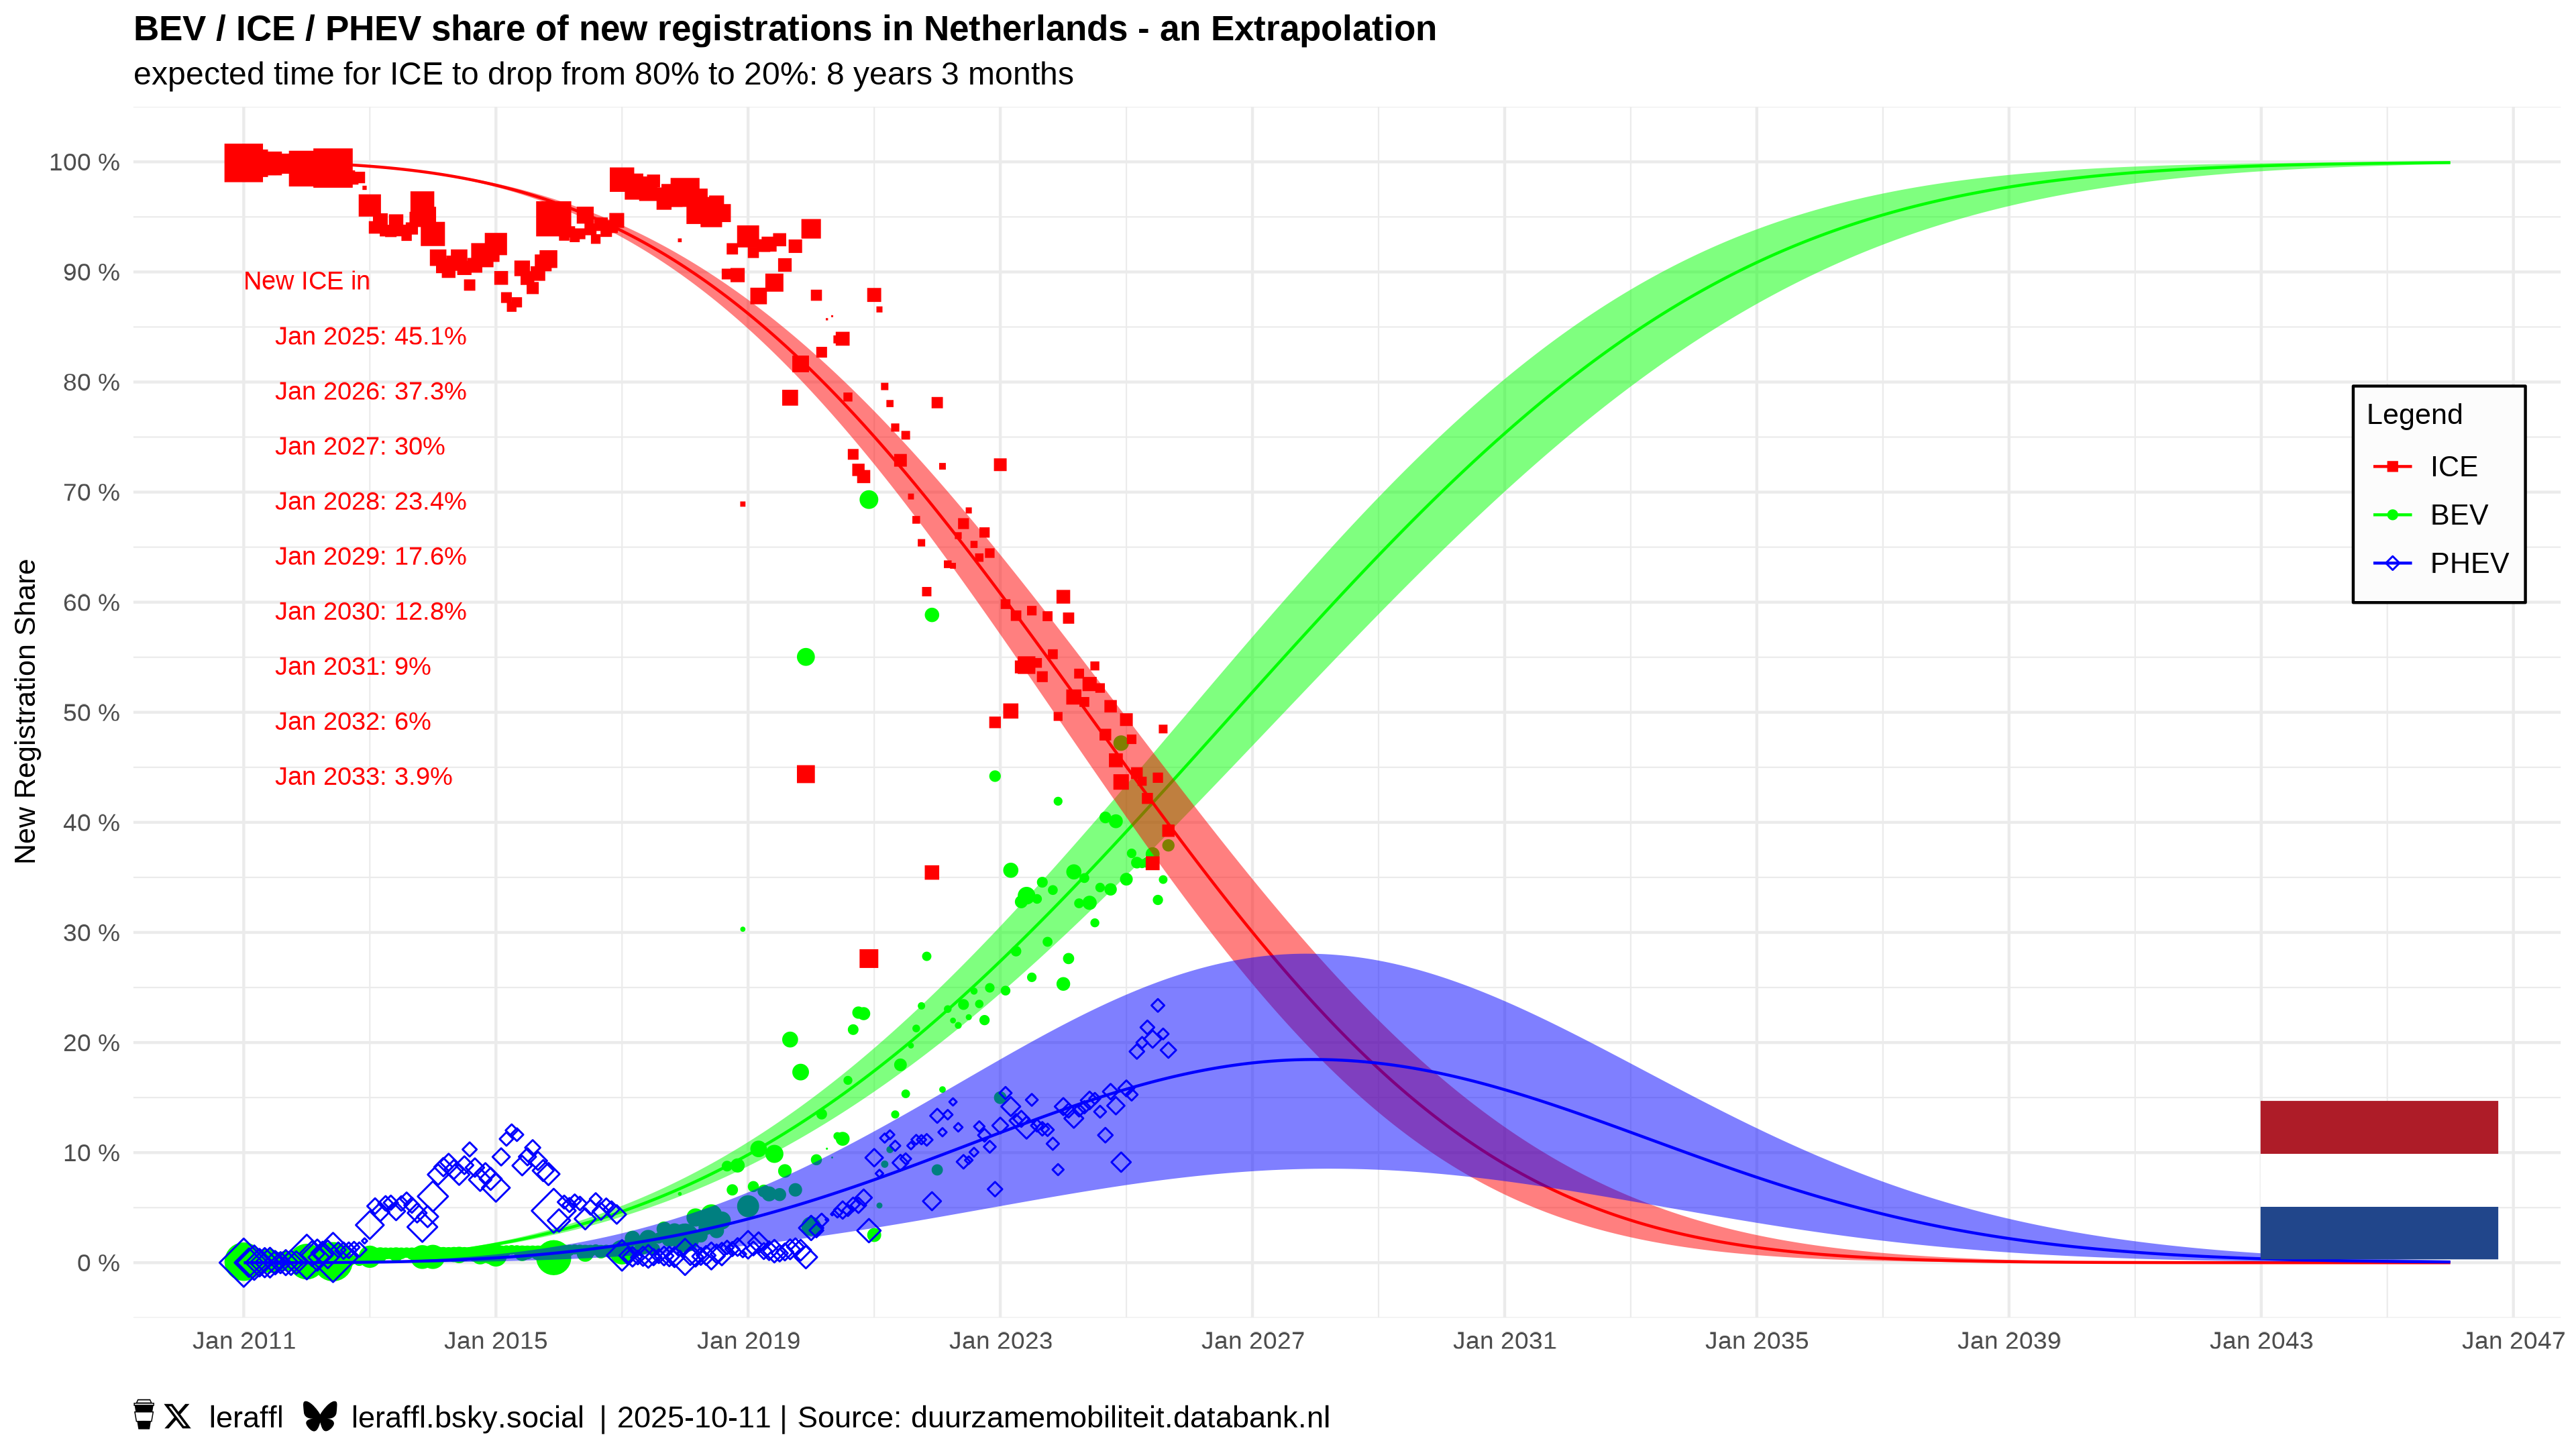 BEV / ICE / PHEV share of new registrations in Netherlands - an Extrapolation
expected time for ICE to drop from 80% to 20%: 8 years 3 months
New Registration Share
100 %
90 %
80 %
70 %
60 %
50 %
40 %
30 %
20 %
10 %
0 %
New ICE in
Jan 2025: 45.1%
Jan 2026: 37.3%
Jan 2027: 30%
Jan 2028: 23.4%
Jan 2029: 17.6%
Jan 2030: 12.8%
Jan 2031: 9%
Jan 2032: 6%
Jan 2033: 3.9%
Legend
ICE
BEV
PHEV
Jan 2011 Jan 2015 Jan 2019 Jan 2023 Jan 2027 Jan 2031 Jan 2035 Jan 2039 Jan 2043 Jan 2047
leraffl leraffl.bsky.social | 2025-10-11 | Source: duurzamemobiliteit.databank.nl